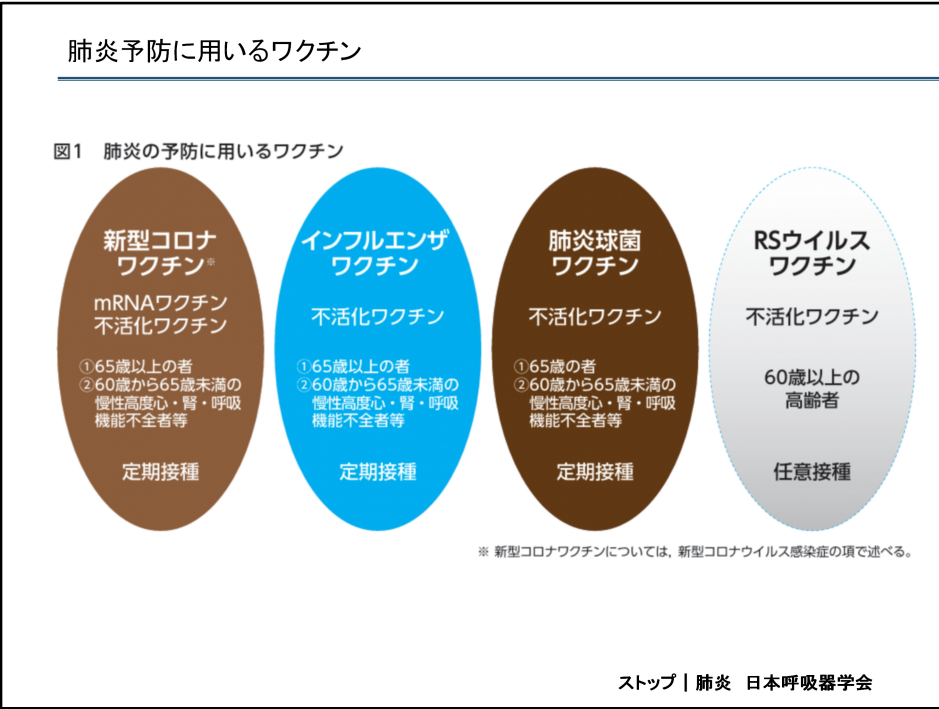 肺炎予防に用いるワクチン
図1　肺炎の予防に用いるワクチン
新型コロナ
ワクチン※
mRNAワクチン
不活化ワクチン
①65歳以上の者
②60歳から65歳未満の
慢性高度心・腎・呼吸
機能不全者等
定期接種
インフルエンザ
ワクチン
不活化ワクチン
①65歳以上の者
②60歳から65歳未満の
慢性高度心・腎・呼吸
機能不全者等
定期接種
肺炎球菌
ワクチン
不活化ワクチン
①65歳の者
②60歳から65歳未満の
慢性高度心・腎・呼吸
機能不全者等
定期接種
RSウイルス
ワクチン
不活化ワクチン
60歳以上の
高齢者
任意接種
※ 新型コロナワクチンについては, 新型コロナウイルス感染症の項で述べる。
ストップ｜肺炎　日本呼吸器学会